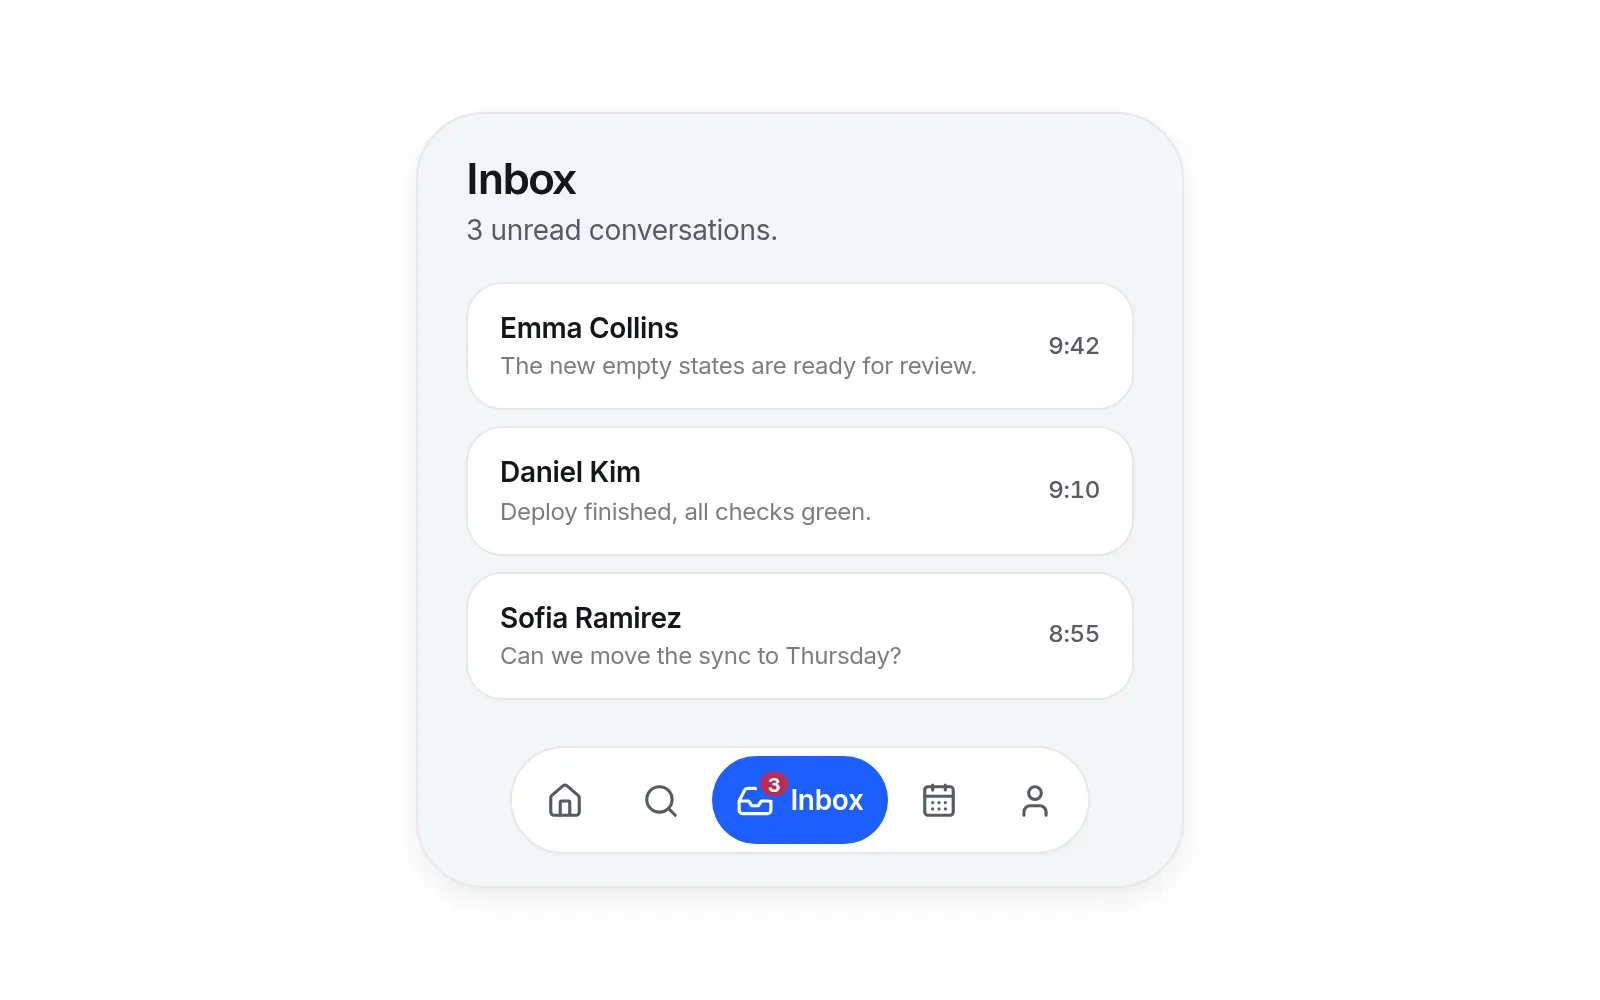 Inbox
3 unread conversations.
Emma Collins
The new empty states are ready for review.
9:42
Daniel Kim
Deploy finished, all checks green.
9:10
Sofia Ramirez
Can we move the sync to Thursday?
8:55
3
Inbox